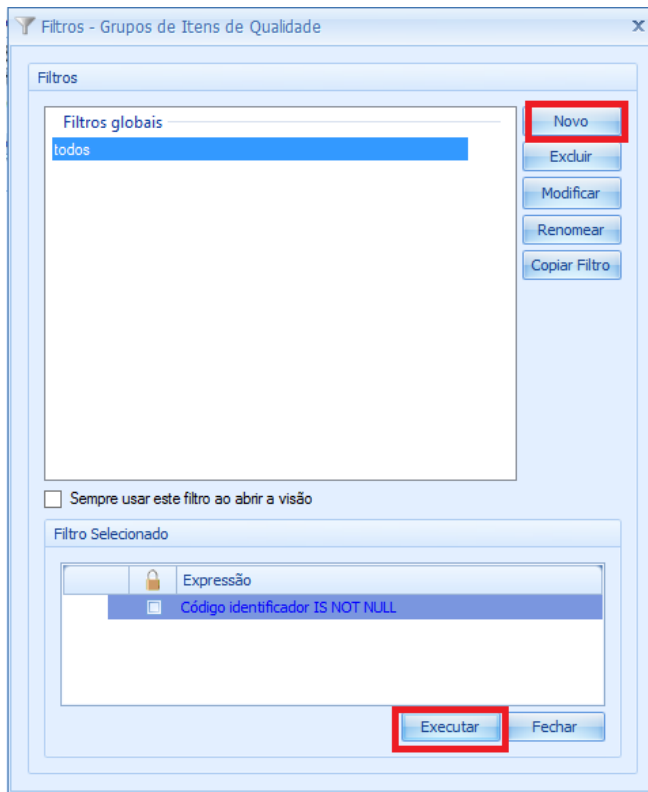 Filtros - Grupos de Itens de Qualidade
Filtros
Filtros globais
todos
Novo
Excluir
Modificar
Renomear
Copiar Filtro
Sempre usar este filtro ao abrir a visão
Filtro Selecionado
Expressão
Código identificador IS NOT NULL
Executar
Fechar